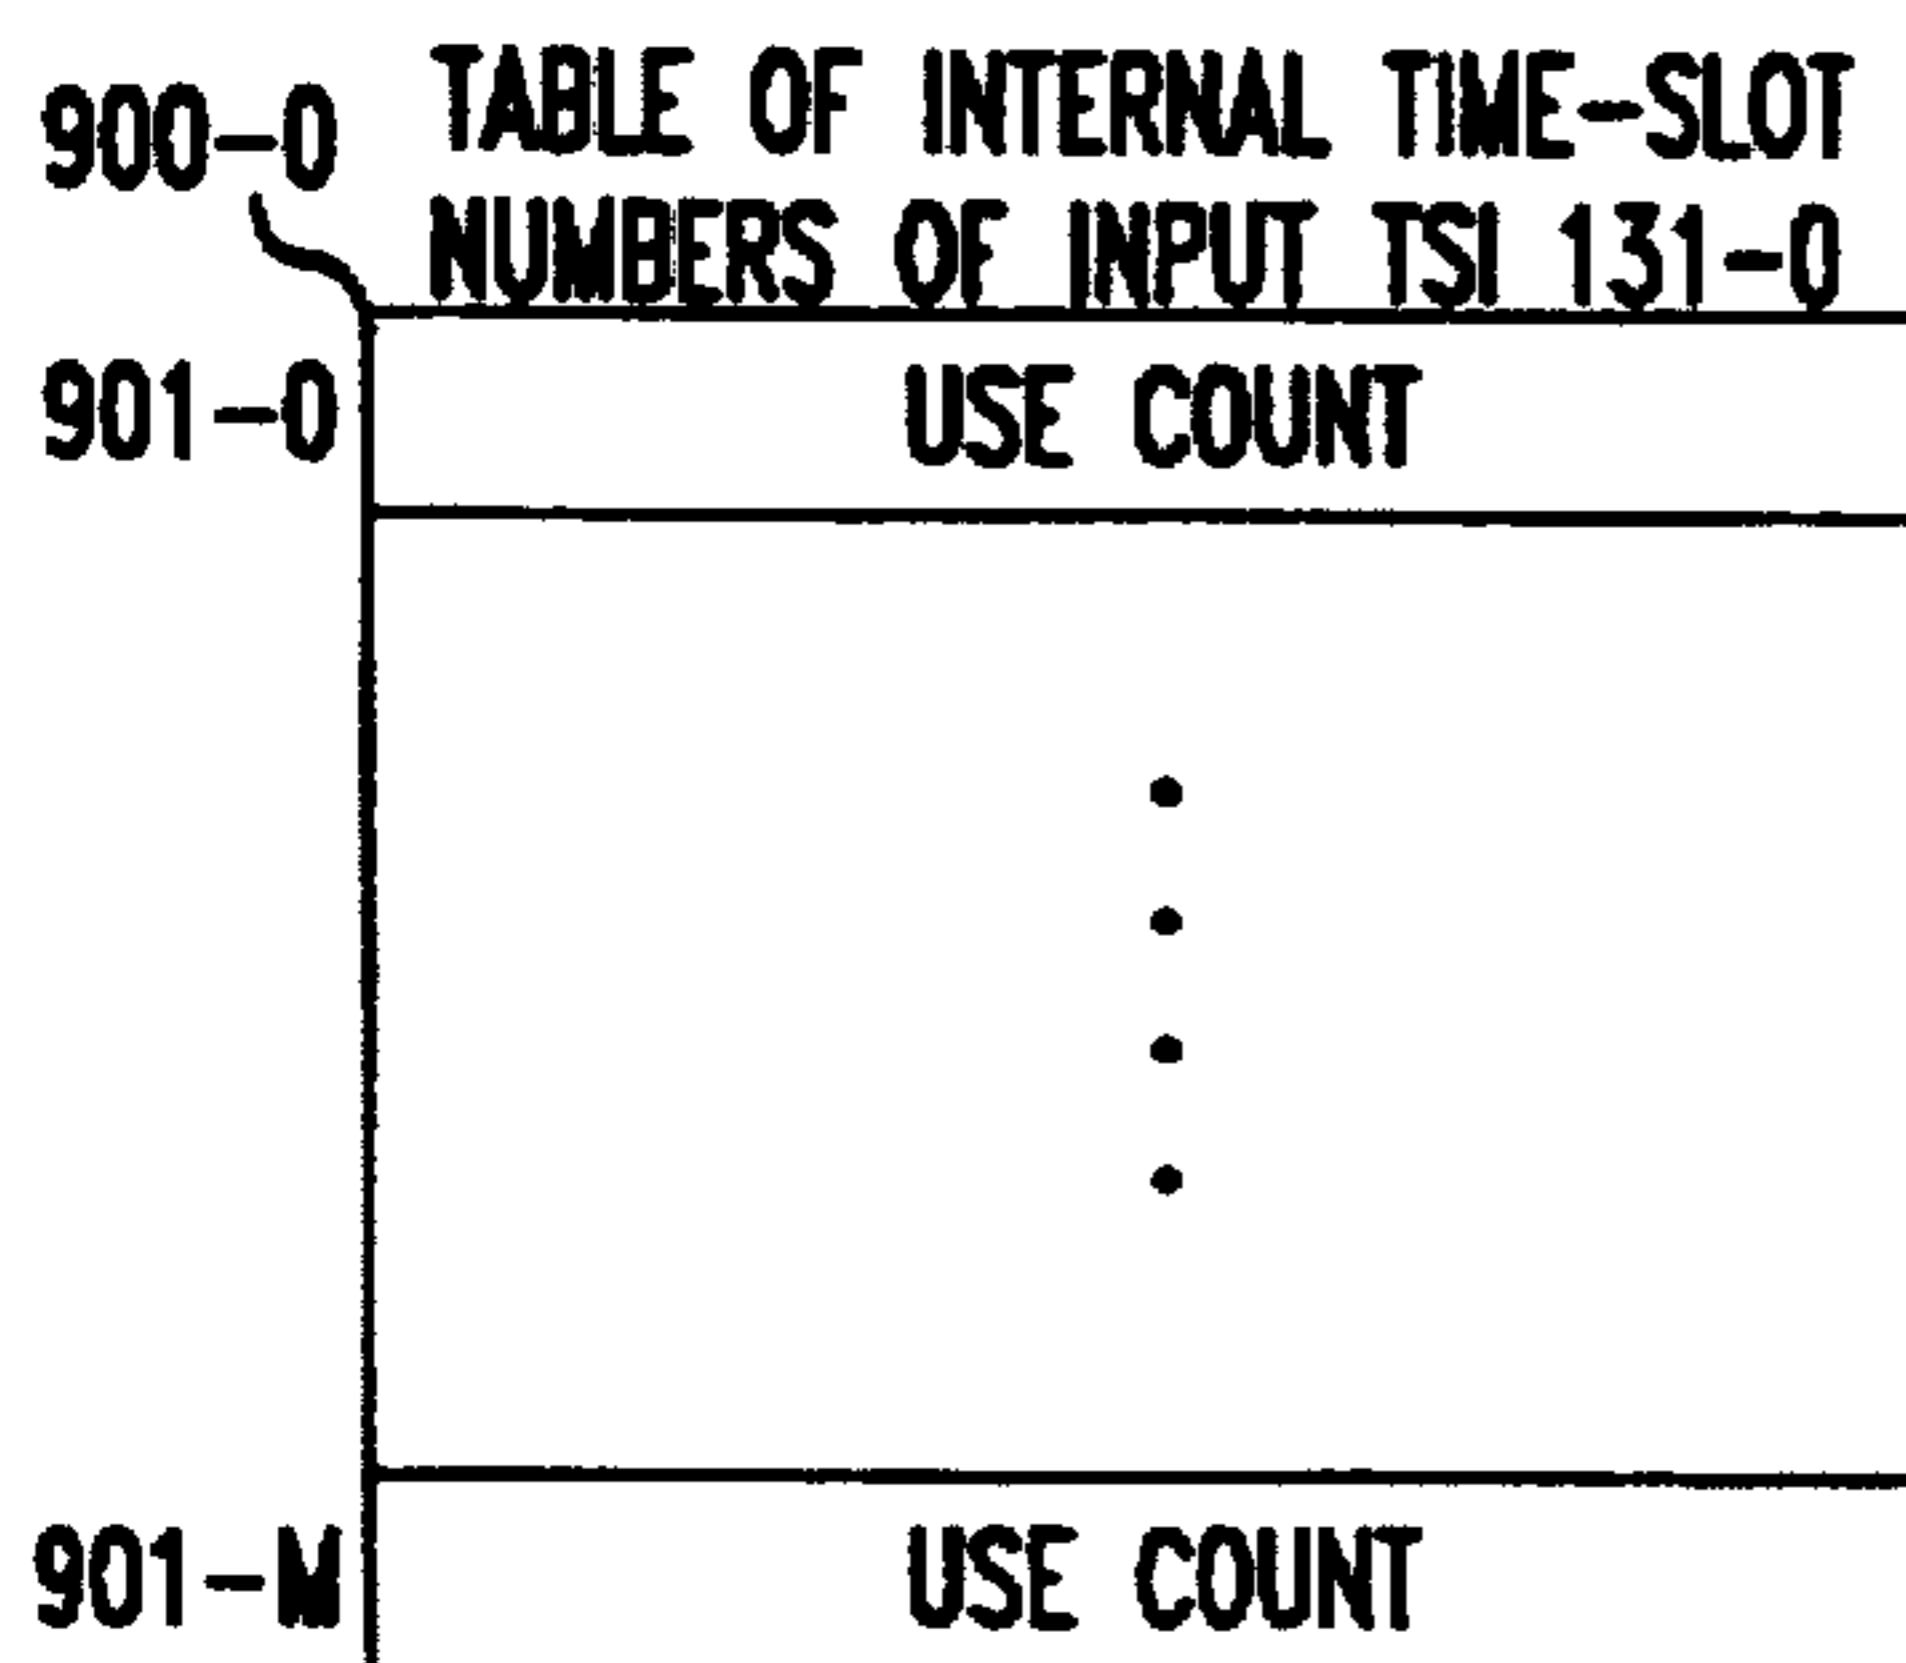 900-0
TABLE OF INTERNAL TIME-SLOT
NUMBERS OF INPUT TSI 131-0
901-0 USE COUNT
901-M USE COUNT